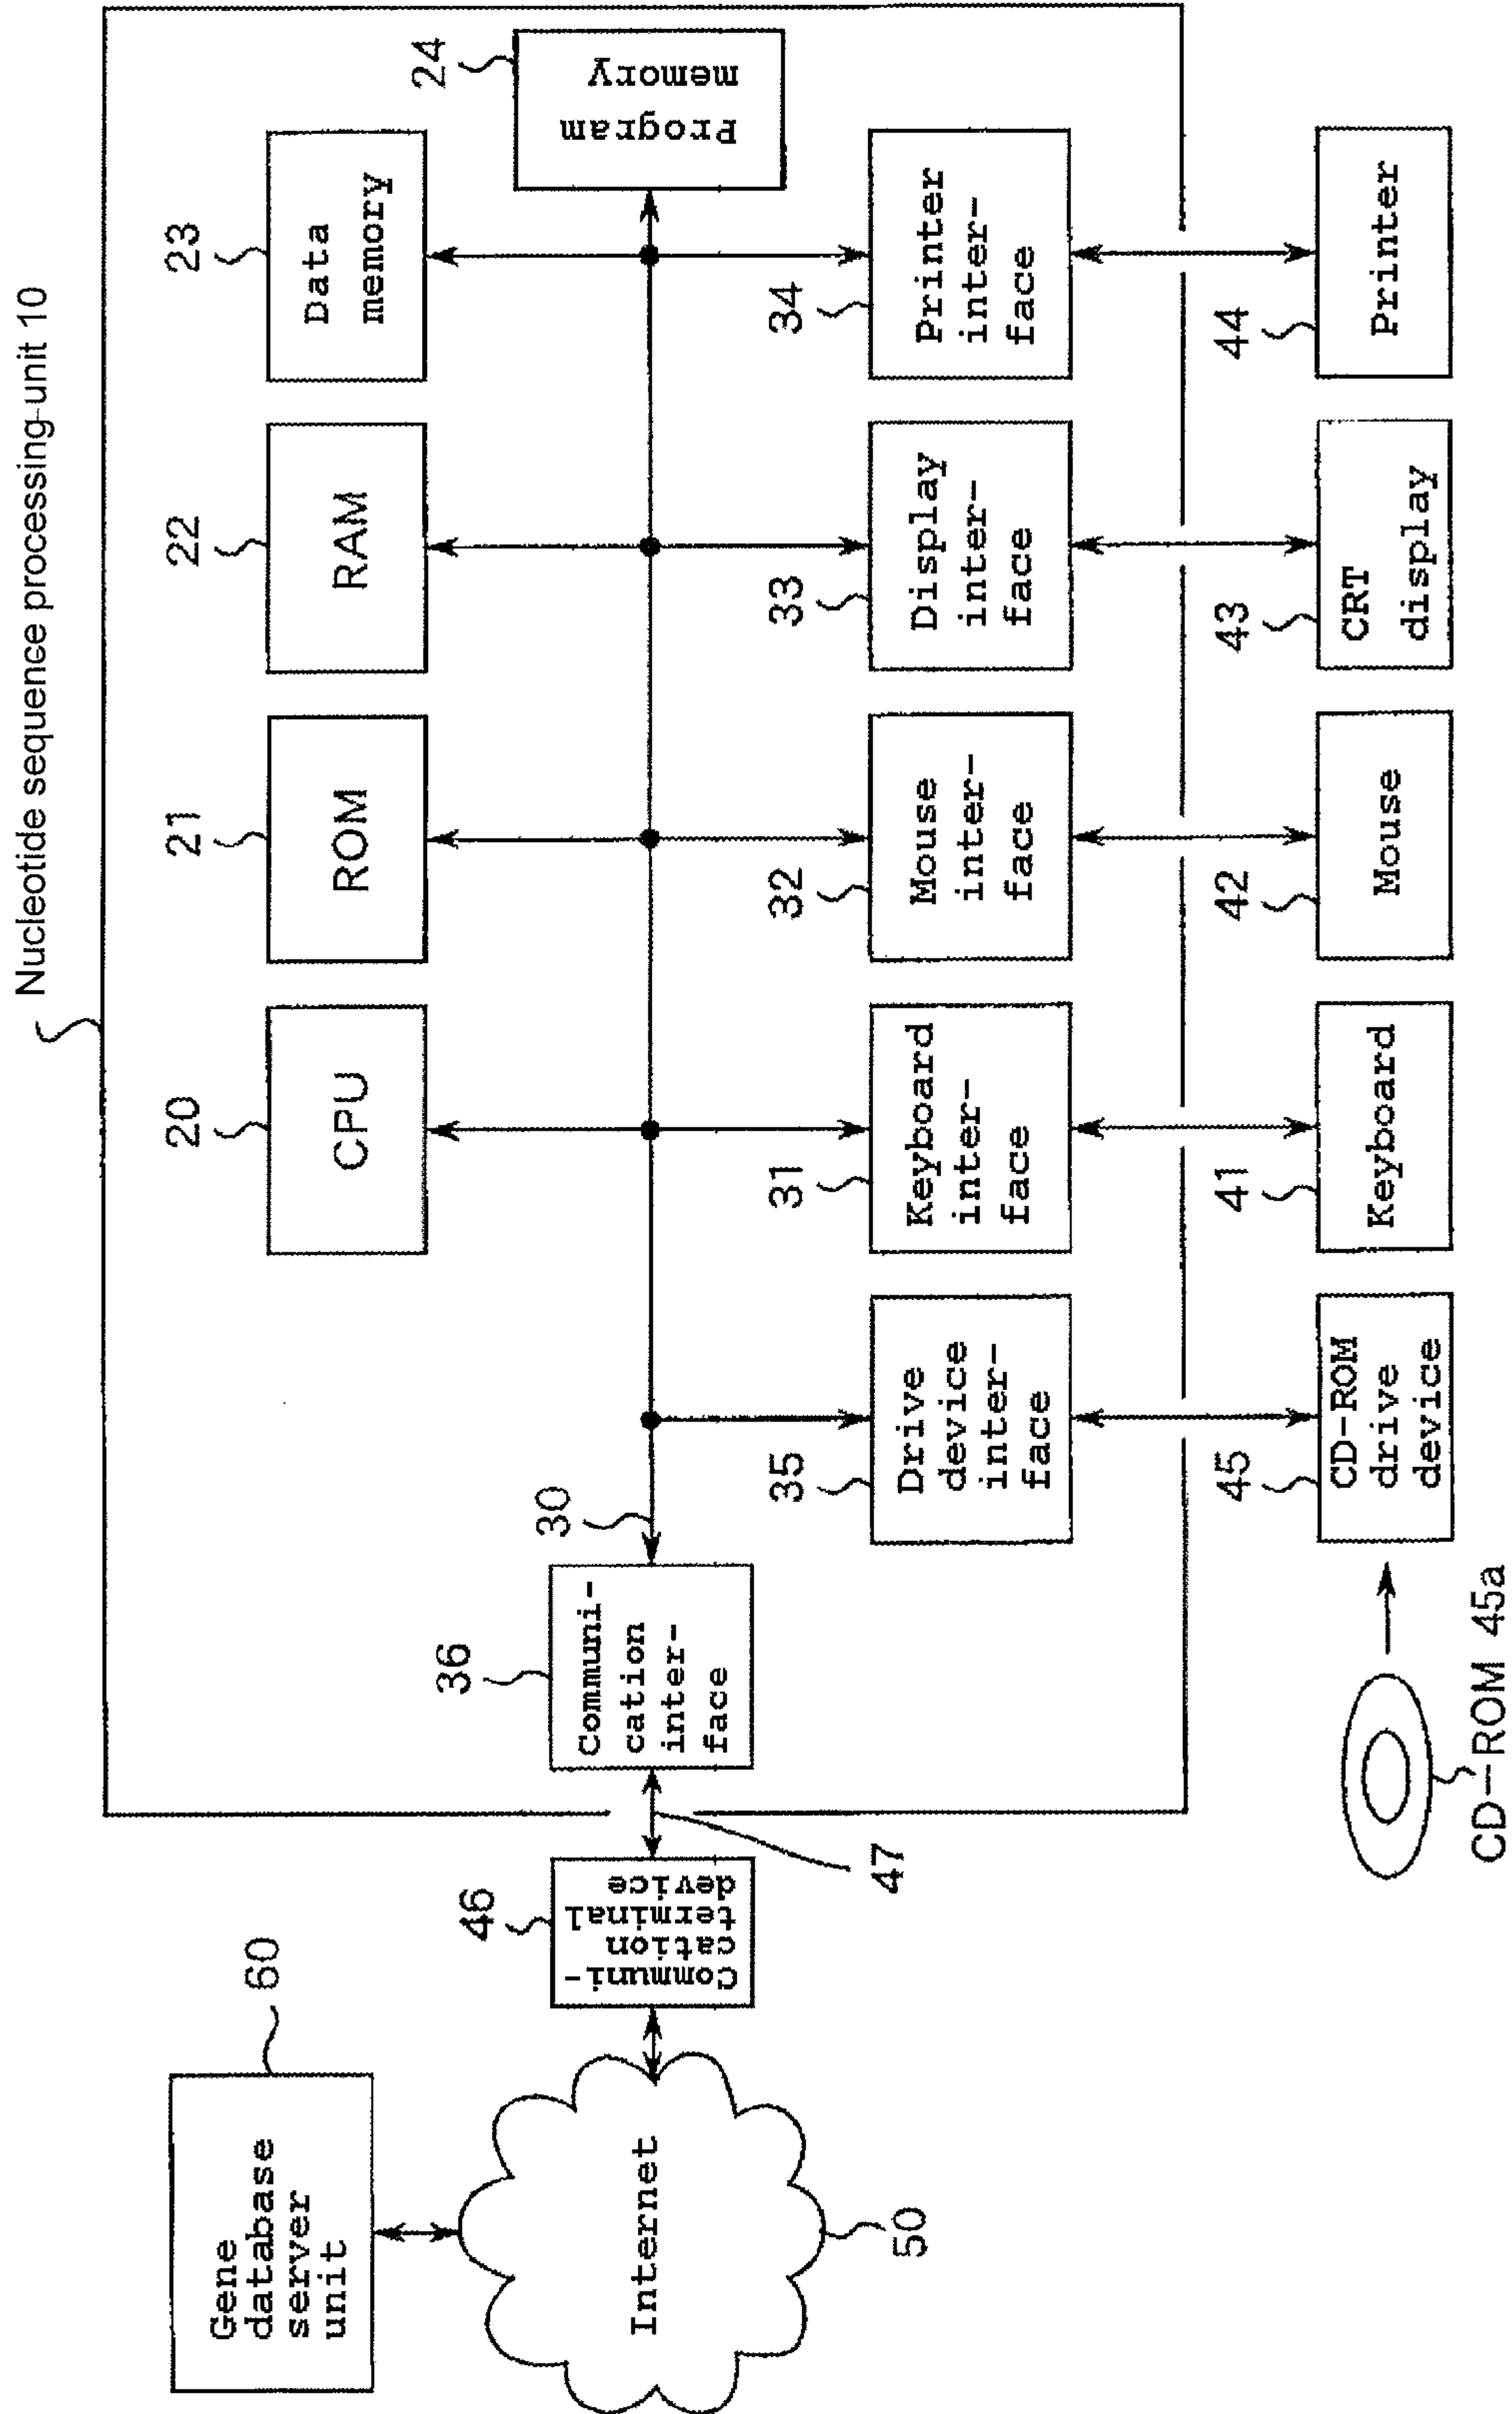 Nucleotide sequence processing unit 10
Gene
database
server
unit
60
Internet
50
46
Communi-
cation
terminal
device
47
36
Communi-
cation
inter-
face
30
20
CPU
21
ROM
22
RAM
23
Data
memory
24
Program
memory
35
Drive
device
inter-
face
31
Keyboard
inter-
face
32
Mouse
inter-
face
33
Display
inter-
face
34
Printer
inter-
face
CD-ROM 45a
45
CD-ROM
drive
device
41
Keyboard
42
Mouse
43
CRT
display
44
Printer